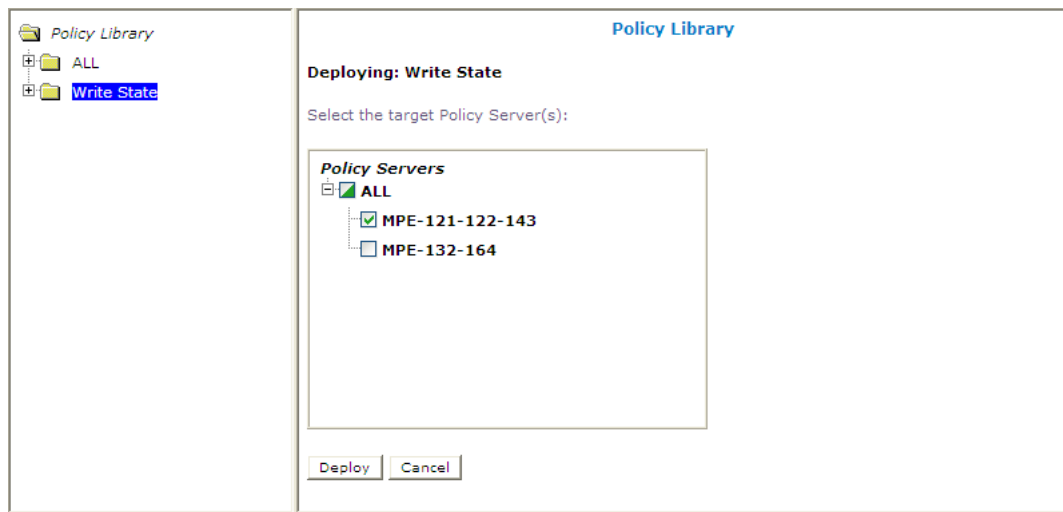 Policy Library
ALL
Write State
Policy Library
Deploying: Write State
Select the target Policy Server(s):
Policy Servers
ALL
MPE-121-122-143
MPE-132-164
Deploy
Cancel